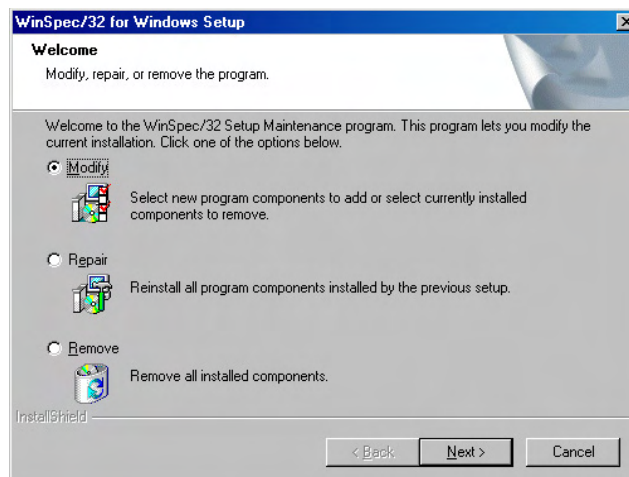 WinSpec/32 for Windows Setup
Welcome
Modify, repair, or remove the program.
Welcome to the WinSpec/32 Setup Maintenance program. This program lets you modify the
current installation. Click one of the options below.
Modify
Select new program components to add or select currently installed
components to remove.
Repair
Reinstall all program components installed by the previous setup.
Remove
Remove all installed components.
InstallShield
< Back Next > Cancel